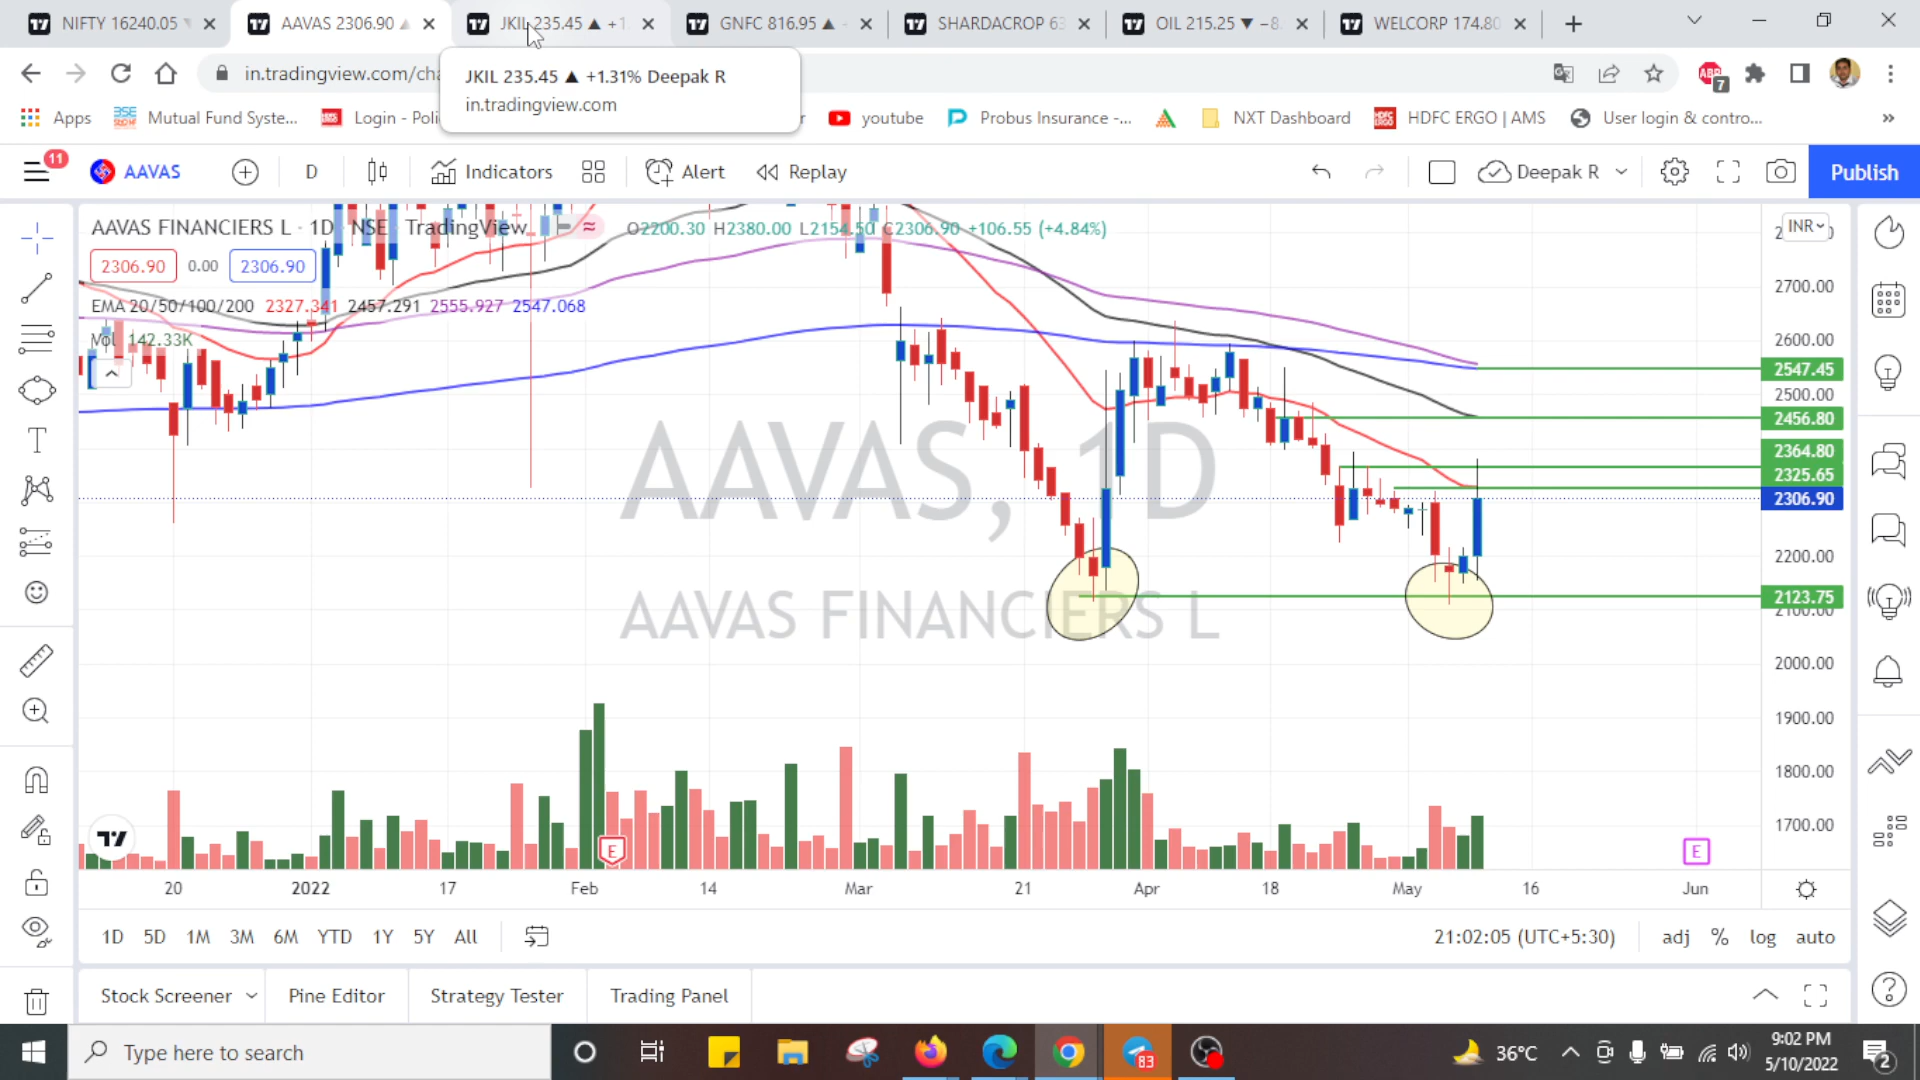 NIFTY 16240.05
AAVAS 2306.90
JKIL 235.45 ▲ +1
GNFC 816.95 ▲
SHARDACROP 63
OIL 215.25 ▼ −8.
WELCORP 174.80
in.tradingview.com/cha
JKIL 235.45 ▲ +1.31% Deepak R
in.tradingview.com
ABP 7
Apps
Mutual Fund Syste...
Login - Poli
youtube
Probus Insurance -...
NXT Dashboard
HDFC ERGO | AMS
User login & contro...
»
11
AAVAS
D
Indicators
Alert
Replay
Deepak R
Publish
AAVAS FINANCIERS L · 1D NSE TradingView
O2200.30 H2380.00 L2154.50 C2306.90 +106.55 (+4.84%)
INR
2306.90 0.00 2306.90
EMA 20/50/100/200 2327.341 2457.291 2555.927 2547.068
Vol 142.33K
AAVAS, 1D
AAVAS FINANCIERS L
2700.00
2600.00
2547.45
2500.00
2456.80
2364.80
2325.65
2306.90
2200.00
2123.75
2100.00
2000.00
1900.00
1800.00
1700.00
E
E
20 2022 17 Feb 14 Mar 21 Apr 18 May 16 Jun
1D 5D 1M 3M 6M YTD 1Y 5Y All
21:02:05 (UTC+5:30)
adj % log auto
Stock Screener
Pine Editor
Strategy Tester
Trading Panel
Type here to search
83
36°C
9:02 PM
5/10/2022
2